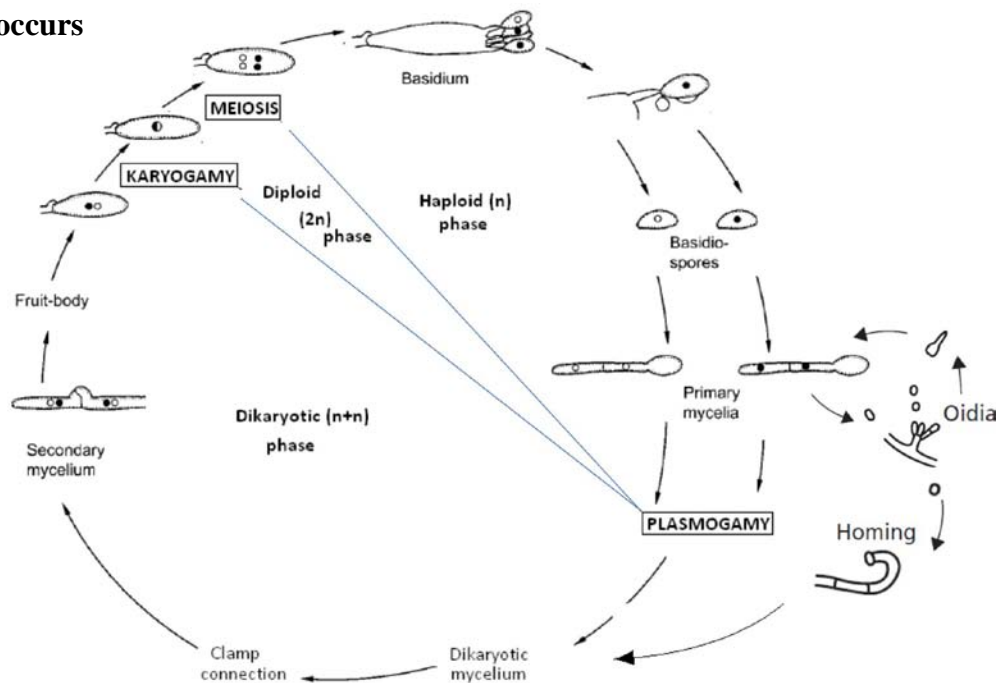 occurs
Basidium
MEIOSIS
KARYOGAMY
Diploid
(2n)
phase
Haploid (n)
phase
Basidio-
spores
Fruit-body
Primary
mycelia
Oidia
Dikaryotic (n+n)
phase
Secondary
mycelium
PLASMOGAMY
Homing
Clamp
connection
Dikaryotic
mycelium